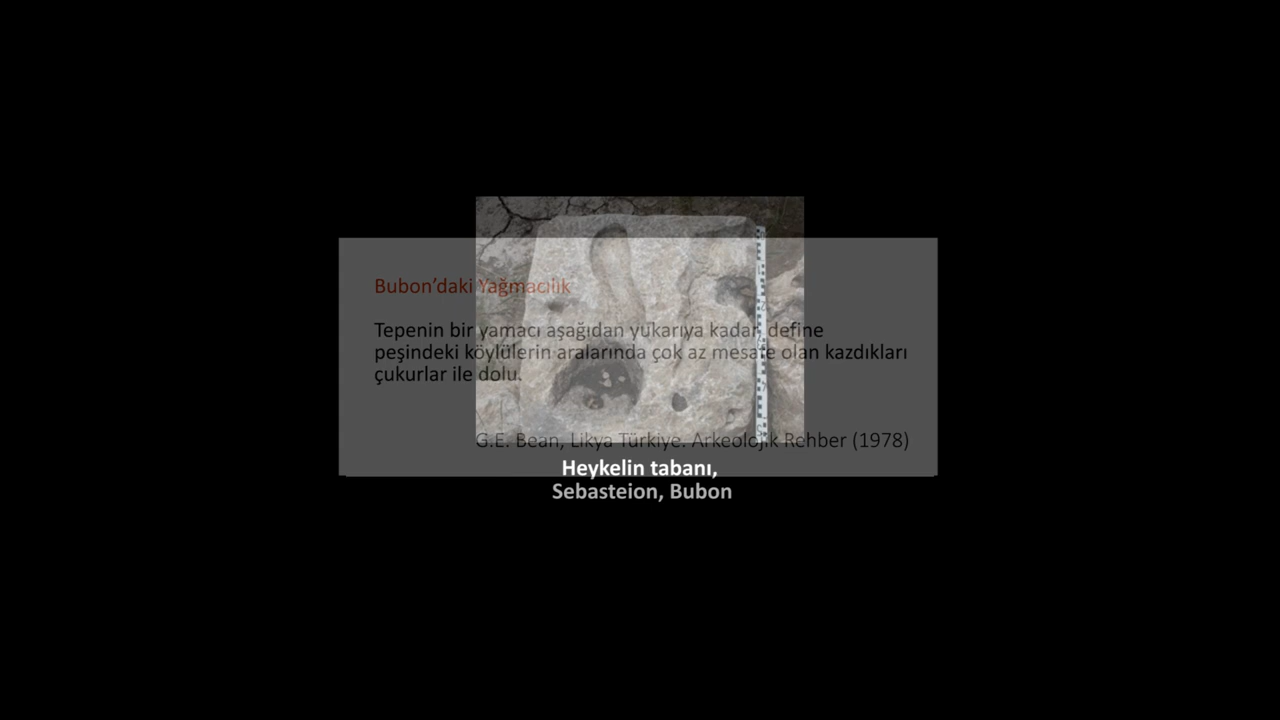 Bubon’daki Yağmacılık
Tepenin bir yamacı aşağıdan yukarıya kadar define
peşindeki köylülerin aralarında çok az mesafe olan kazdıkları
çukurlar ile dolu.
G.E. Bean, Likya Türkiye. Arkeolojik Rehber (1978)
Heykelin tabanı,
Sebasteion, Bubon